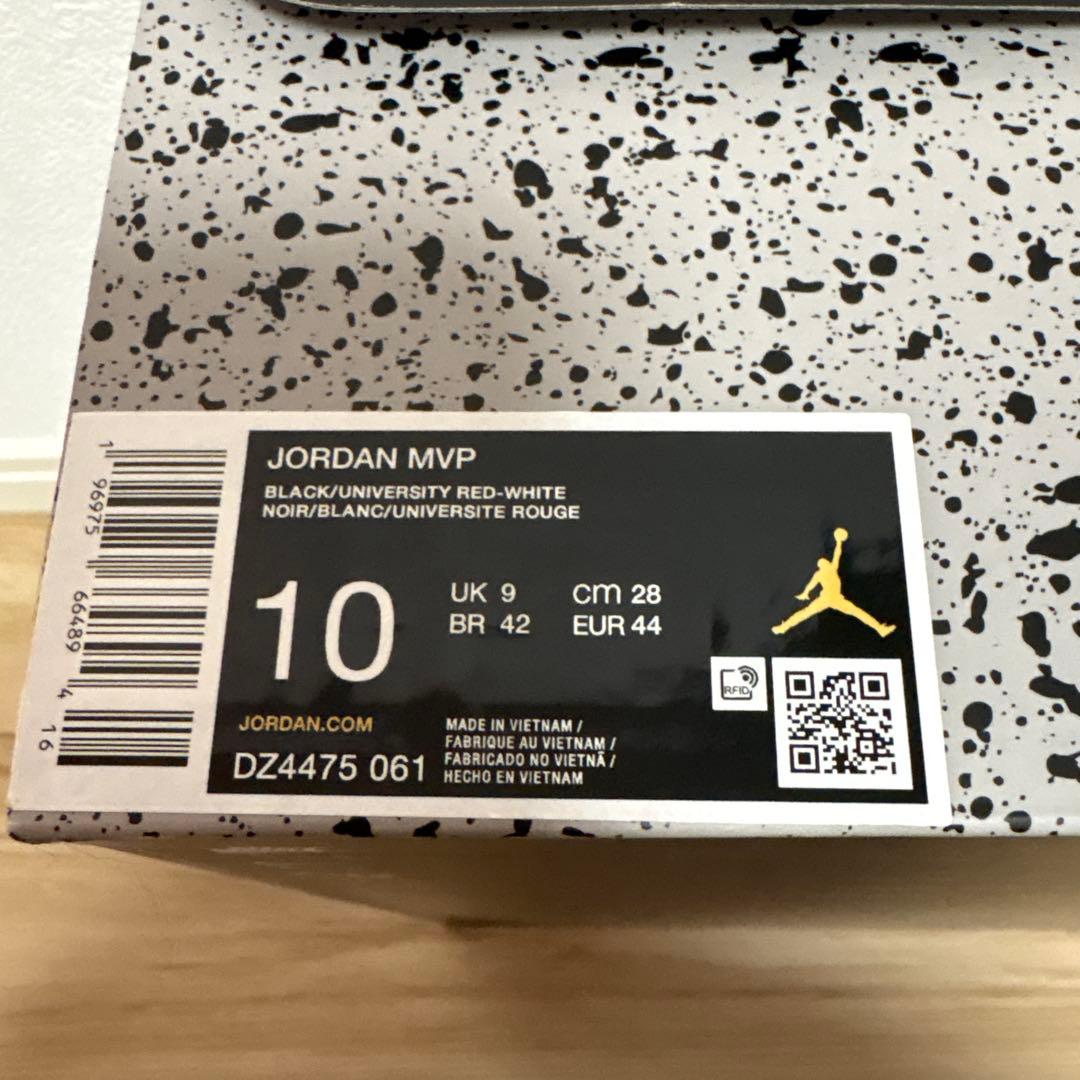 JORDAN MVP
BLACK/UNIVERSITY RED-WHITE
NOIR/BLANC/UNIVERSITE ROUGE
10
UK 9
cm 28
BR 42
EUR 44
RFID
JORDAN.COM
DZ4475 061
MADE IN VIETNAM /
FABRIQUE AU VIETNAM /
FABRICADO NO VIETNÃ /
HECHO EN VIETNAM
1 96975 66489 4 16